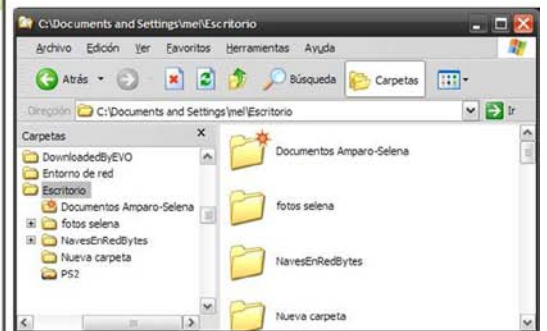 C:\Documents and Settings\mel\Escritorio
Archivo Edición Ver Favoritos Herramientas Ayuda
Atrás Búsqueda Carpetas
Dirección C:\Documents and Settings\mel\Escritorio Ir
Carpetas x
DownloadedByEVO
Entorno de red
Escritorio
Documentos Amparo-Selena
fotos selena
NavesEnRedBytes
Nueva carpeta
PS2
Documentos Amparo-Selena
fotos selena
NavesEnRedBytes
Nueva carpeta